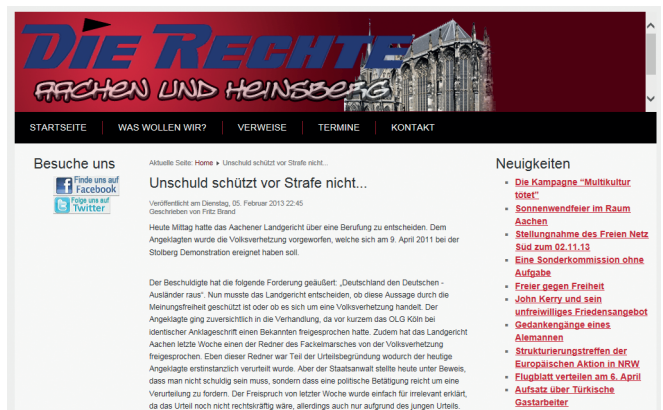 DIE RECHTE
AACHEN UND HEINSBERG
STARTSEITE
WAS WOLLEN WIR?
VERWEISE
TERMINE
KONTAKT
Besuche uns
Finde uns auf
Facebook
Folge uns auf
Twitter
Aktuelle Seite: Home Unschuld schützt vor Strafe nicht...
Unschuld schützt vor Strafe nicht...
Veröffentlicht am Dienstag, 05. Februar 2013 22:45
Geschrieben von Fritz Brand
Heute Mittag hatte das Aachener Landgericht über eine Berufung zu entscheiden. Dem
Angeklagten wurde die Volksverhetzung vorgeworfen, welche sich am 9. April 2011 bei der
Stolberg Demonstration ereignet haben soll.
Der Beschuldigte hat die folgende Forderung geäußert: „Deutschland den Deutschen -
Ausländer raus“. Nun musste das Landgericht entscheiden, ob diese Aussage durch die
Meinungsfreiheit geschützt ist oder ob es sich um eine Volksverhetzung handelt. Der
Angeklagte ging zuversichtlich in die Verhandlung, da vor kurzem das OLG Köln bei
identischer Anklageschrift einen Bekannten freigesprochen hatte. Zudem hat das Landgericht
Aachen letzte Woche einen der Redner des Fackelmarsches von der Volksverhetzung
freigesprochen. Eben dieser Redner war Teil der Urteilsbegründung wodurch der heutige
Angeklagte erstinstanzlich verurteilt wurde. Aber der Staatsanwalt stellte heute unter Beweis,
dass man nicht schuldig sein muss, sondern dass eine politische Betätigung reicht um eine
Verurteilung zu fordern. Der Freispruch von letzter Woche wurde einfach für irrelevant erklärt,
da das Urteil noch nicht rechtskräftig wäre, allerdings auch nur aufgrund des jungen Urteils.
Neuigkeiten
Die Kampagne "Multikultur
tötet"
Sonnenwendfeier im Raum
Aachen
Stellungnahme des Freien Netz
Süd zum 02.11.13
Eine Sonderkommission ohne
Aufgabe
Freier gegen Freiheit
John Kerry und sein
unfreiwilliges Friedensangebot
Gedankengänge eines
Alemannen
Strukturierungstreffen der
Europäischen Aktion in NRW
Flugblatt verteilen am 6. April
Aufsatz über Türkische
Gastarbeiter